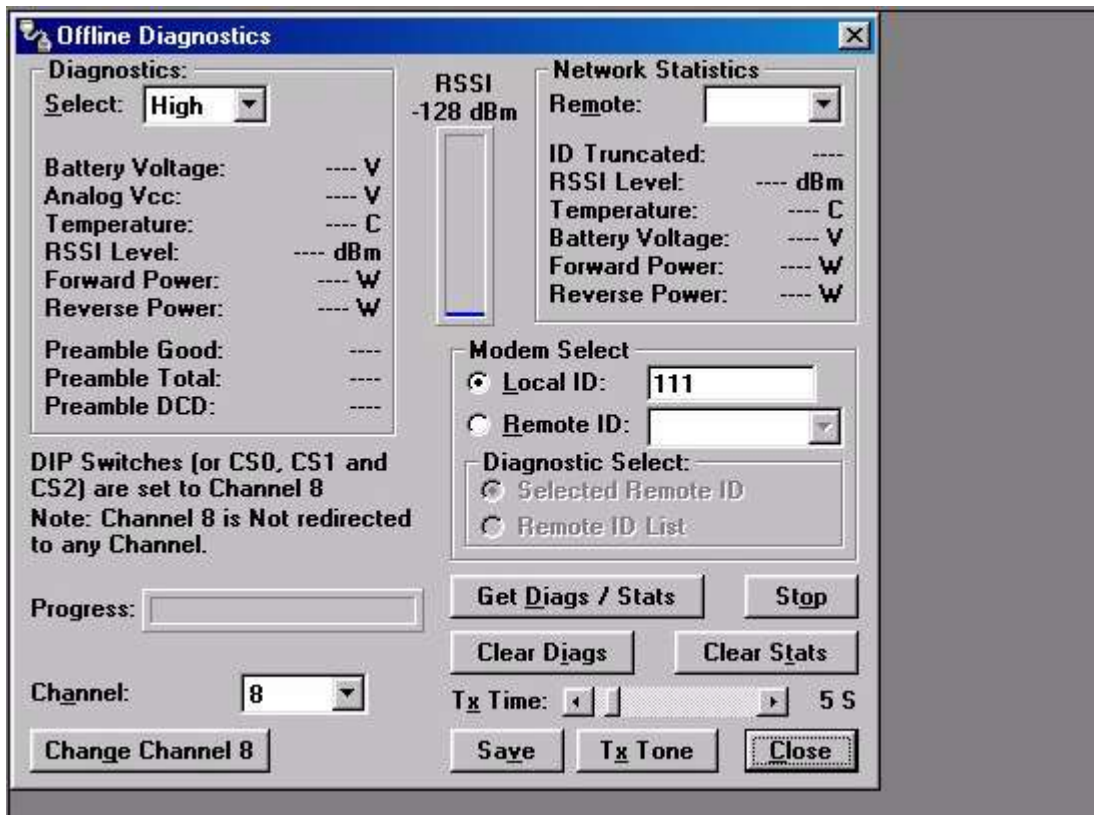 Offline Diagnostics
Diagnostics:
Select: High
Battery Voltage: ---- V
Analog Vcc: ---- V
Temperature: ---- C
RSSI Level: ---- dBm
Forward Power: ---- W
Reverse Power: ---- W
Preamble Good: ----
Preamble Total: ----
Preamble DCD: ----
RSSI
-128 dBm
Network Statistics
Remote:
ID Truncated: ----
RSSI Level: ---- dBm
Temperature: ---- C
Battery Voltage: ---- V
Forward Power: ---- W
Reverse Power: ---- W
Modem Select
Local ID: 111
Remote ID:
Diagnostic Select:
Selected Remote ID
Remote ID List
DIP Switches (or CS0, CS1 and
CS2) are set to Channel 8
Note: Channel 8 is Not redirected
to any Channel.
Progress:
Get Diags / Stats Stop
Clear Diags Clear Stats
Channel: 8
Tx Time: 5 S
Change Channel 8
Save Tx Tone Close